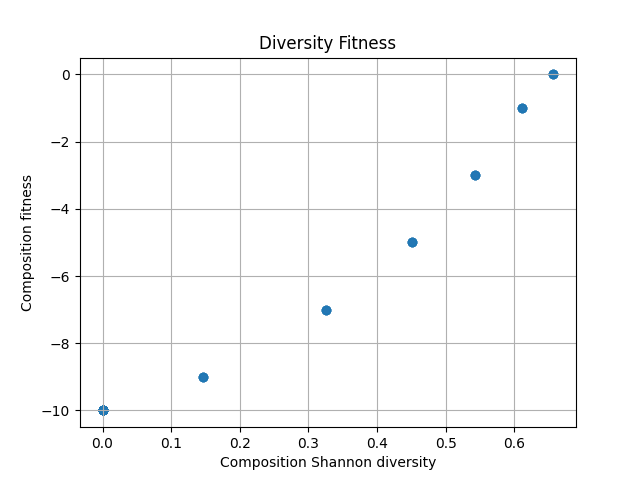 Diversity Fitness
Composition fitness
0
−2
−4
−6
−8
−10
0.0 0.1 0.2 0.3 0.4 0.5 0.6
Composition Shannon diversity